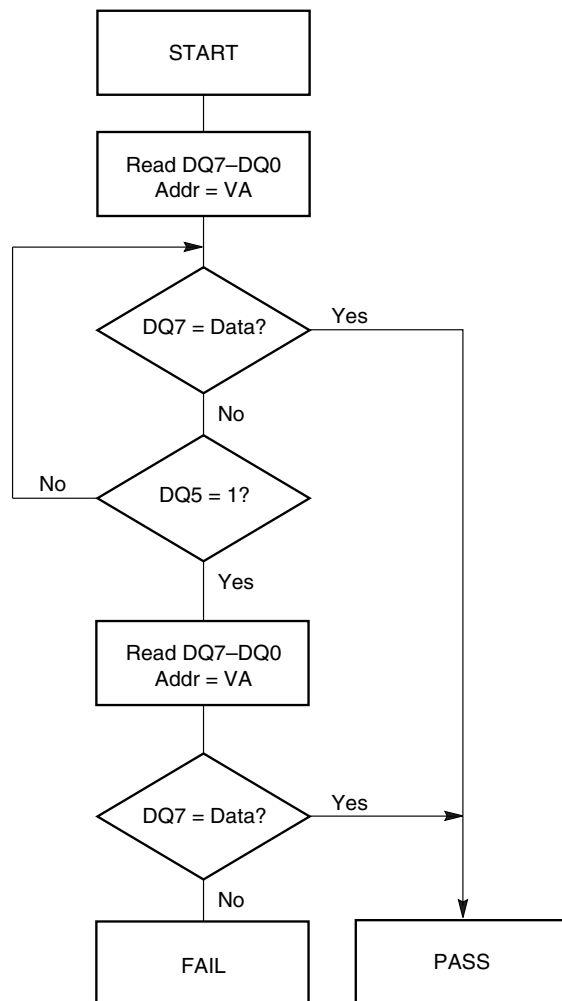 START
Read DQ7–DQ0
Addr = VA
DQ7 = Data?
Yes
No
No
DQ5 = 1?
Yes
Read DQ7–DQ0
Addr = VA
DQ7 = Data?
Yes
No
FAIL
PASS